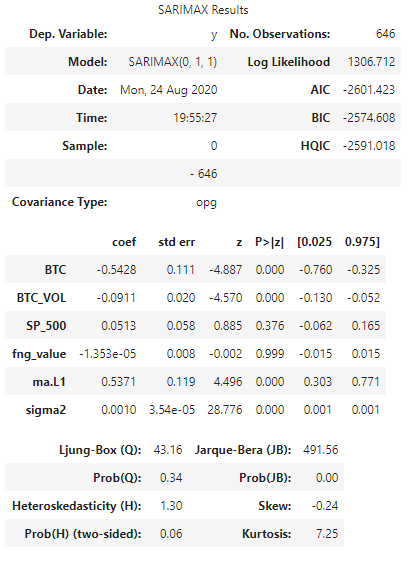 SARIMAX Results
Dep. Variable: y No. Observations: 646
Model: SARIMAX(0, 1, 1) Log Likelihood 1306.712
Date: Mon, 24 Aug 2020 AIC -2601.423
Time: 19:55:27 BIC -2574.608
Sample: 0 HQIC -2591.018
- 646
Covariance Type: opg
coef std err z P>|z| [0.025 0.975]
BTC -0.5428 0.111 -4.887 0.000 -0.760 -0.325
BTC_VOL -0.0911 0.020 -4.570 0.000 -0.130 -0.052
SP_500 0.0513 0.058 0.885 0.376 -0.062 0.165
fng_value -1.353e-05 0.008 -0.002 0.999 -0.015 0.015
ma.L1 0.5371 0.119 4.496 0.000 0.303 0.771
sigma2 0.0010 3.54e-05 28.776 0.000 0.001 0.001
Ljung-Box (Q): 43.16 Jarque-Bera (JB): 491.56
Prob(Q): 0.34 Prob(JB): 0.00
Heteroskedasticity (H): 1.30 Skew: -0.24
Prob(H) (two-sided): 0.06 Kurtosis: 7.25